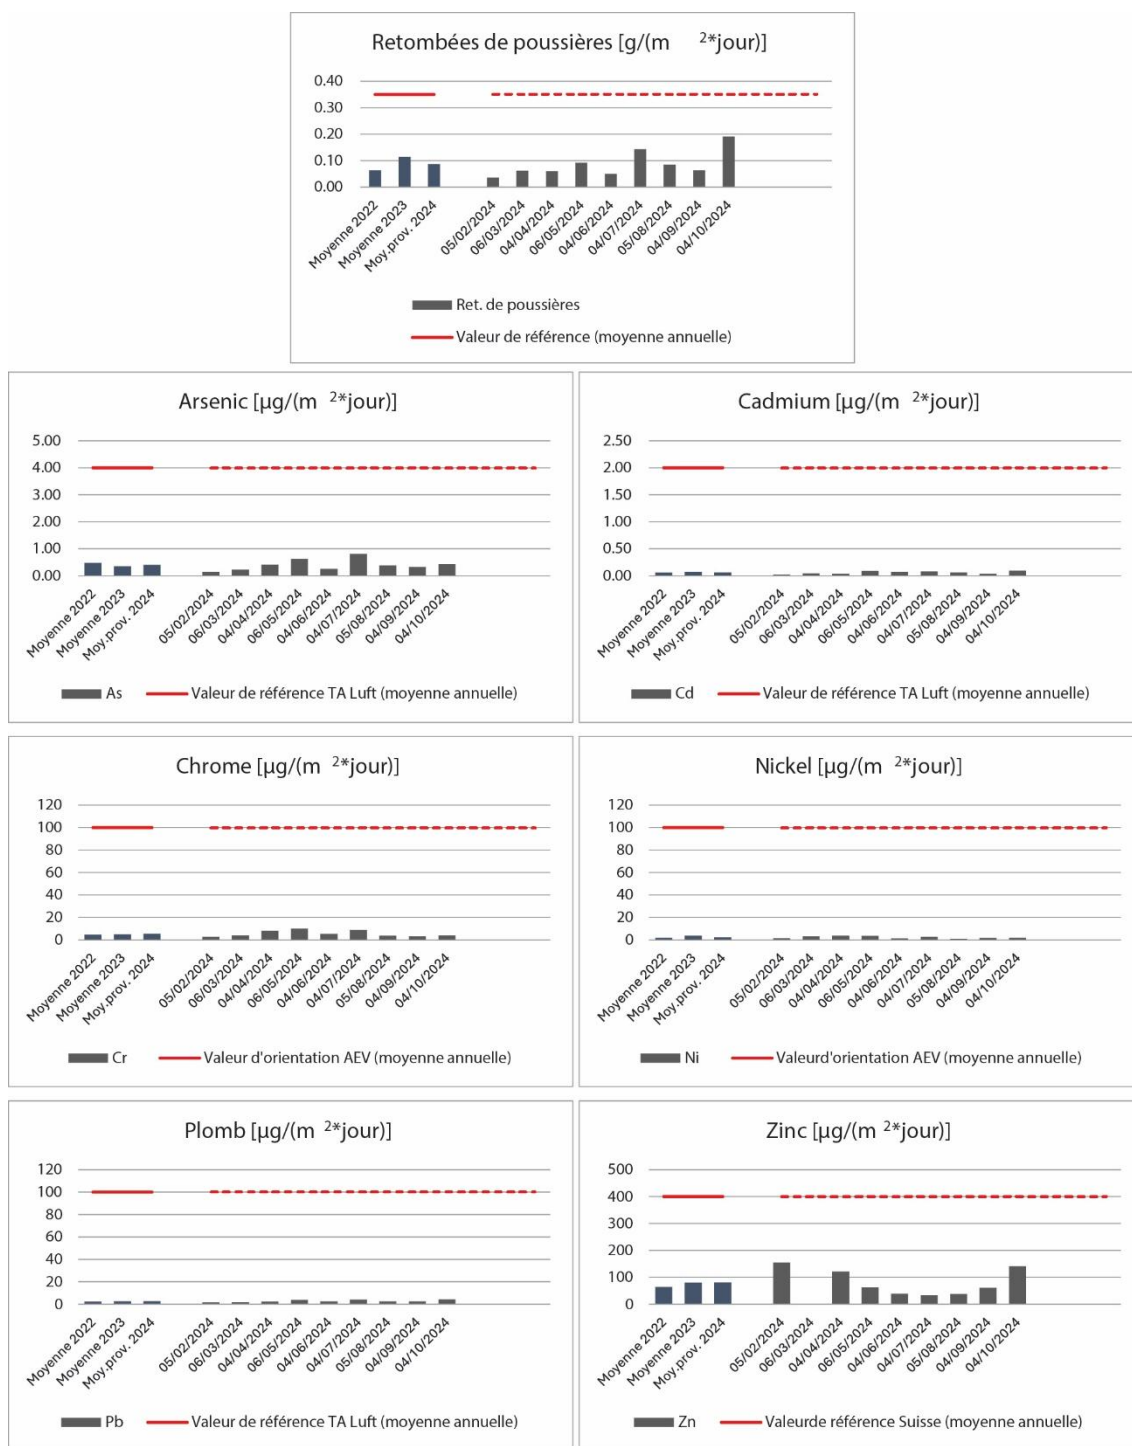 Retombées de poussières [g/(m 2*jour)]
0.40
0.30
0.20
0.10
0.00
Moyenne 2022
Moyenne 2023
Moy.prov. 2024
05/02/2024
06/03/2024
04/04/2024
06/05/2024
04/06/2024
04/07/2024
05/08/2024
04/09/2024
04/10/2024
Ret. de poussières
Valeur de référence (moyenne annuelle)
Arsenic [µg/(m 2*jour)]
5.00
4.00
3.00
2.00
1.00
0.00
Moyenne 2022
Moyenne 2023
Moy.prov. 2024
05/02/2024
06/03/2024
04/04/2024
06/05/2024
04/06/2024
04/07/2024
05/08/2024
04/09/2024
04/10/2024
As Valeur de référence TA Luft (moyenne annuelle)
Cadmium [µg/(m 2*jour)]
2.50
2.00
1.50
1.00
0.50
0.00
Moyenne 2022
Moyenne 2023
Moy.prov. 2024
05/02/2024
06/03/2024
04/04/2024
06/05/2024
04/06/2024
04/07/2024
05/08/2024
04/09/2024
04/10/2024
Cd Valeur de référence TA Luft (moyenne annuelle)
Chrome [µg/(m 2*jour)]
120
100
80
60
40
20
0
Moyenne 2022
Moyenne 2023
Moy.prov. 2024
05/02/2024
06/03/2024
04/04/2024
06/05/2024
04/06/2024
04/07/2024
05/08/2024
04/09/2024
04/10/2024
Cr Valeur d'orientation AEV (moyenne annuelle)
Nickel [µg/(m 2*jour)]
120
100
80
60
40
20
0
Moyenne 2022
Moyenne 2023
Moy.prov. 2024
05/02/2024
06/03/2024
04/04/2024
06/05/2024
04/06/2024
04/07/2024
05/08/2024
04/09/2024
04/10/2024
Ni Valeurd'orientation AEV (moyenne annuelle)
Plomb [µg/(m 2*jour)]
120
100
80
60
40
20
0
Moyenne 2022
Moyenne 2023
Moy.prov. 2024
05/02/2024
06/03/2024
04/04/2024
06/05/2024
04/06/2024
04/07/2024
05/08/2024
04/09/2024
04/10/2024
Pb Valeur de référence TA Luft (moyenne annuelle)
Zinc [µg/(m 2*jour)]
500
400
300
200
100
0
Moyenne 2022
Moyenne 2023
Moy.prov. 2024
05/02/2024
06/03/2024
04/04/2024
06/05/2024
04/06/2024
04/07/2024
05/08/2024
04/09/2024
04/10/2024
Zn Valeurde référence Suisse (moyenne annuelle)